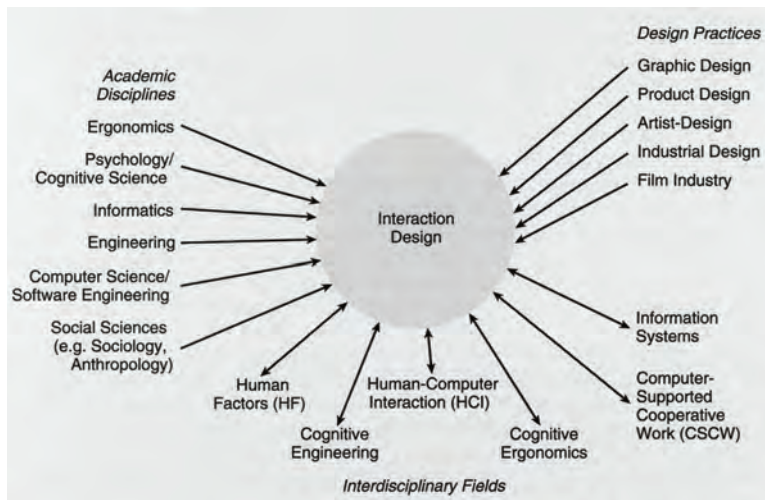 Academic
Disciplines
Ergonomics
Psychology/
Cognitive Science
Informatics
Engineering
Computer Science/
Software Engineering
Social Sciences
(e.g. Sociology,
Anthropology)
Design Practices
Graphic Design
Product Design
Artist-Design
Industrial Design
Film Industry
Interaction
Design
Human
Factors (HF)
Cognitive
Engineering
Human-Computer
Interaction (HCI)
Cognitive
Ergonomics
Information
Systems
Computer-
Supported
Cooperative
Work (CSCW)
Interdisciplinary Fields